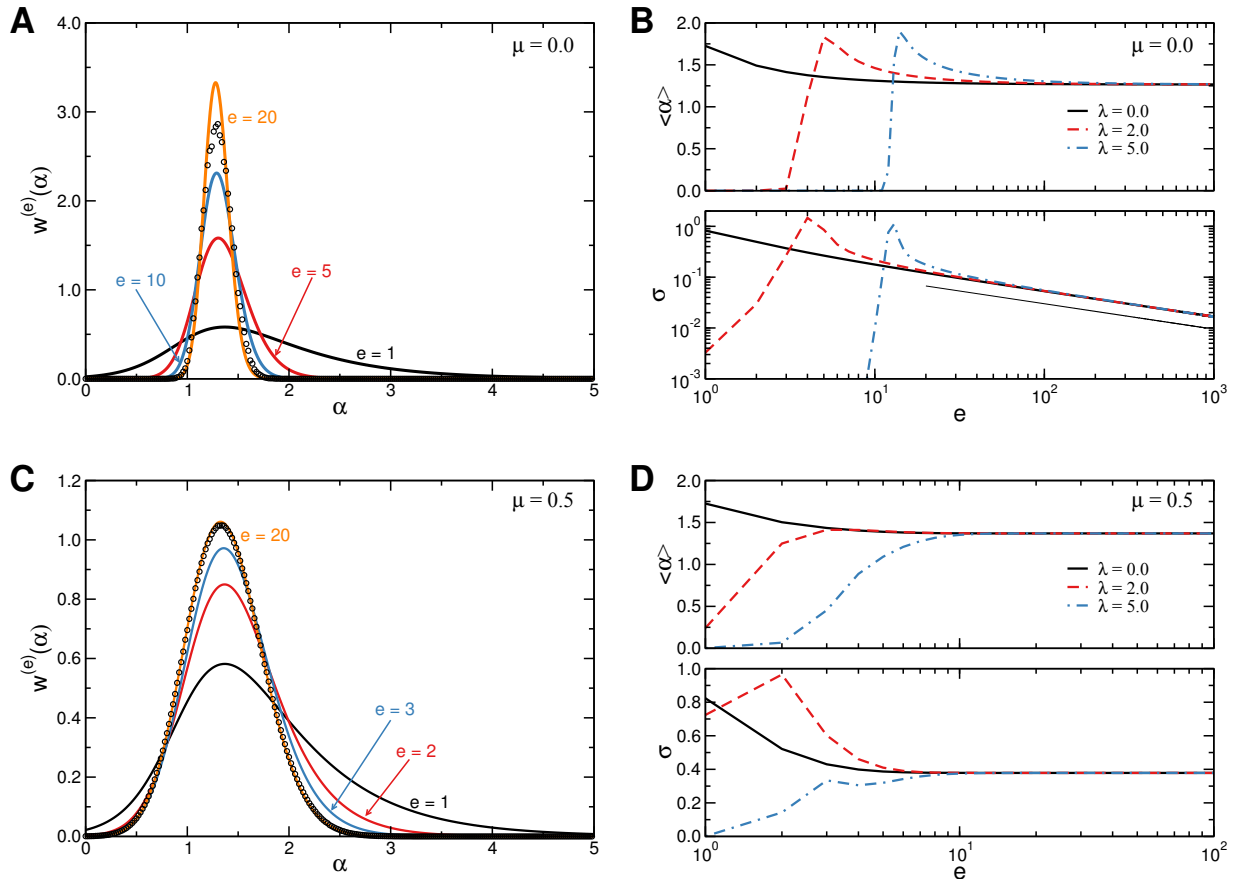 A
μ = 0.0
4.0
3.0
2.0
1.0
0.0
w(e)(α)
e = 20
e = 10
e = 5
e = 1
0 1 2 3 4 5
α
B
μ = 0.0
2.0
1.5
1.0
0.5
0.0
<α>
λ = 0.0
λ = 2.0
λ = 5.0
10^0
10^-1
10^-2
10^-3
σ
10^0 10^1 10^2 10^3
e
C
μ = 0.5
1.2
1.0
0.8
0.6
0.4
0.2
0.0
w(e)(α)
e = 20
e = 3
e = 2
e = 1
0 1 2 3 4 5
α
D
μ = 0.5
2.0
1.5
1.0
0.5
0.0
<α>
λ = 0.0
λ = 2.0
λ = 5.0
1.0
0.8
0.6
0.4
0.2
0.0
σ
10^0 10^1 10^2
e